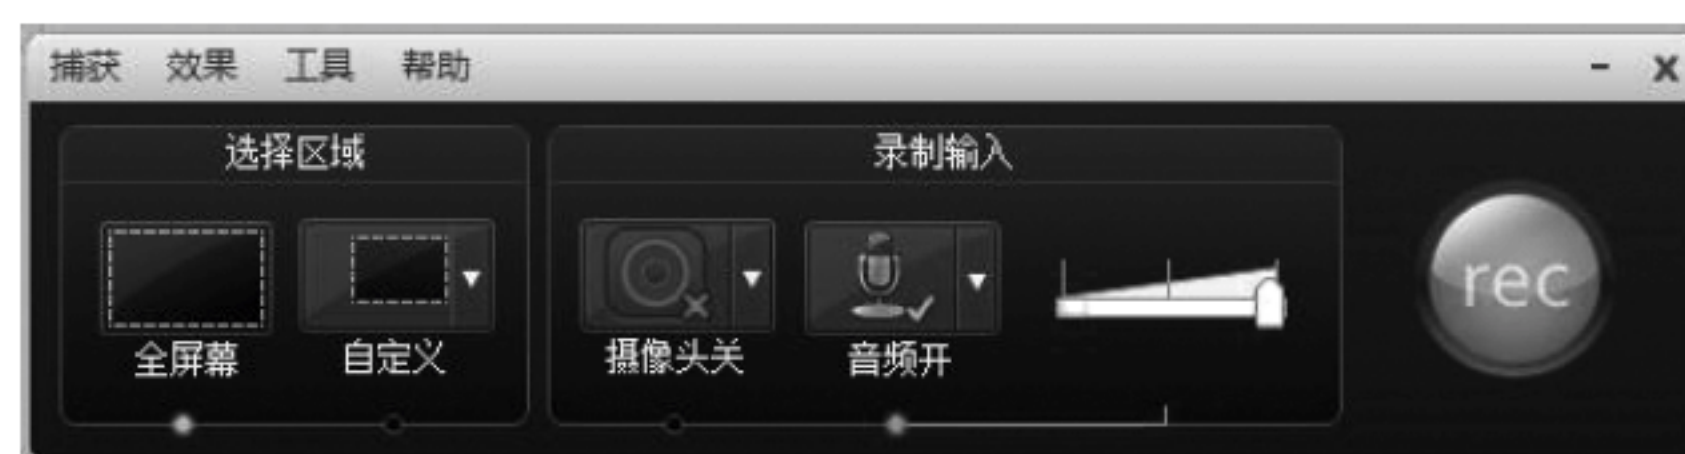 捕获 效果 工具 帮助
选择区域 录制输入
rec
全屏幕 自定义 摄像头关 音频开